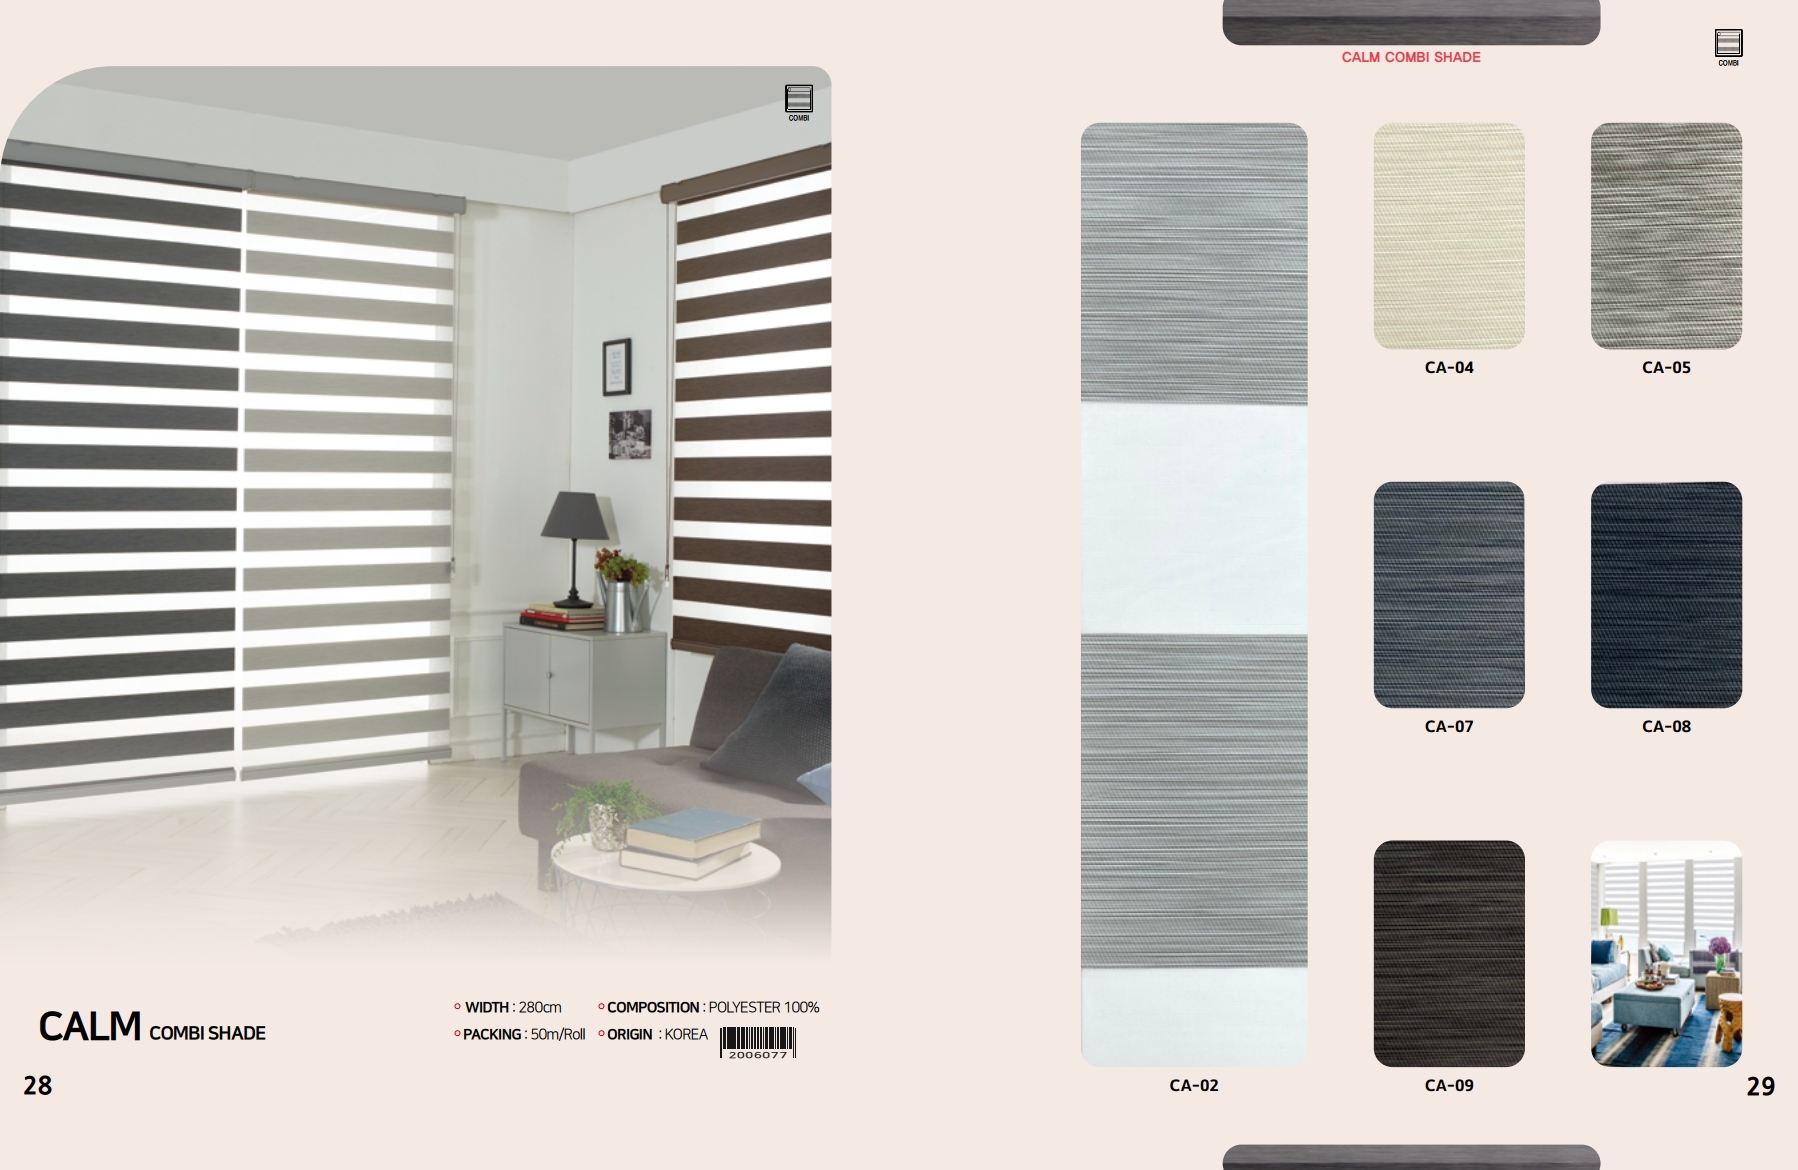 COMBI
CALM COMBI SHADE
WIDTH : 280cm
COMPOSITION : POLYESTER 100%
PACKING : 50m/Roll
ORIGIN : KOREA
2006077
28
CALM COMBI SHADE
COMBI
CA-04
CA-05
CA-07
CA-08
CA-02
CA-09
29